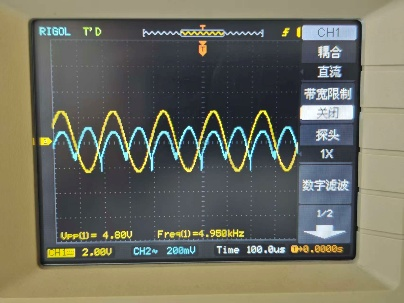 RIGOL T'D
CH1
耦合
直流
带宽限制
关闭
探头
1X
数字滤波
1/2
Vpp(1)= 4.80V Freq(1)=4.950kHz
CH1 2.00V CH2~ 200mV Time 100.0us 0.0000s